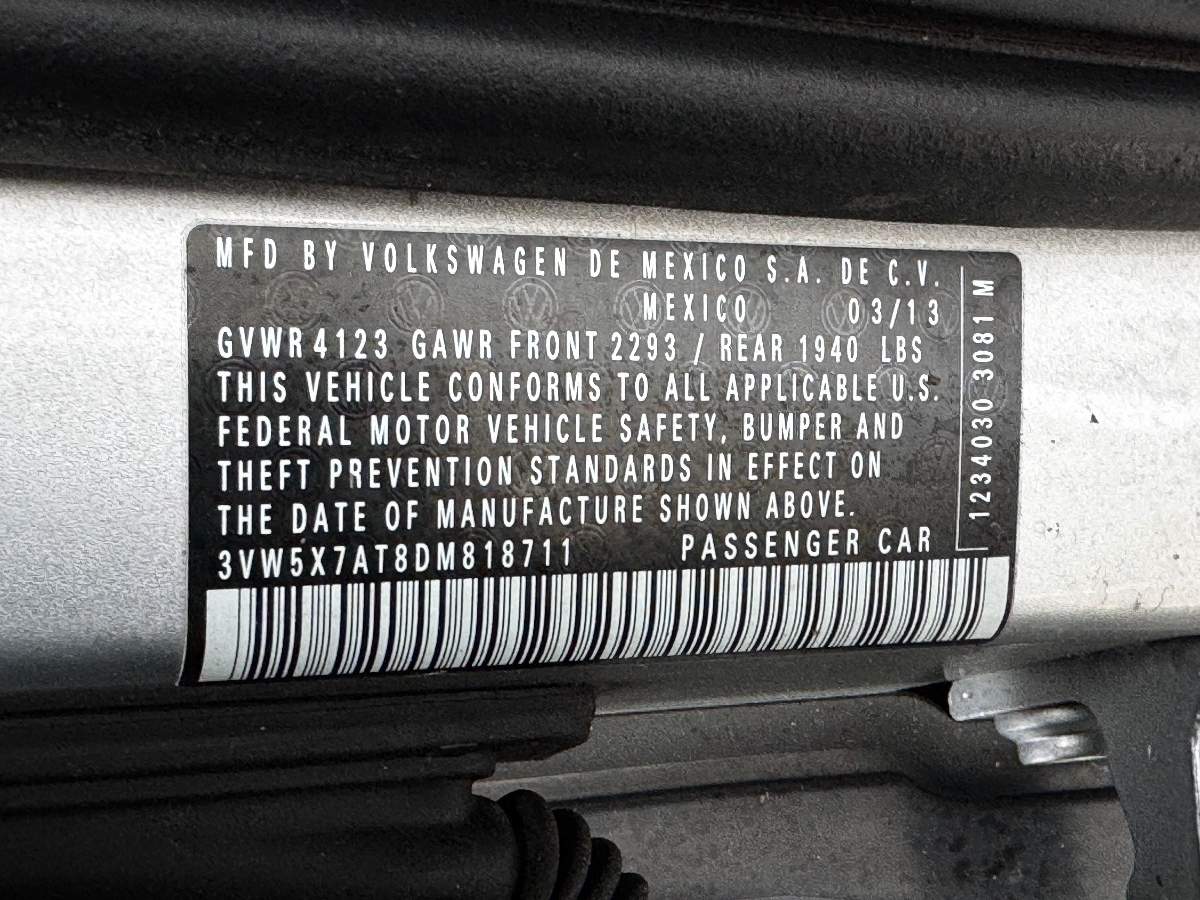 MFD BY VOLKSWAGEN DE MEXICO S.A. DE C.V.
MEXICO 03/13
GVWR 4123 GAWR FRONT 2293 / REAR 1940 LBS
THIS VEHICLE CONFORMS TO ALL APPLICABLE U.S.
FEDERAL MOTOR VEHICLE SAFETY, BUMPER AND
THEFT PREVENTION STANDARDS IN EFFECT ON
THE DATE OF MANUFACTURE SHOWN ABOVE.
3VW5X7AT8DM818711 PASSENGER CAR
1234030 3081 M